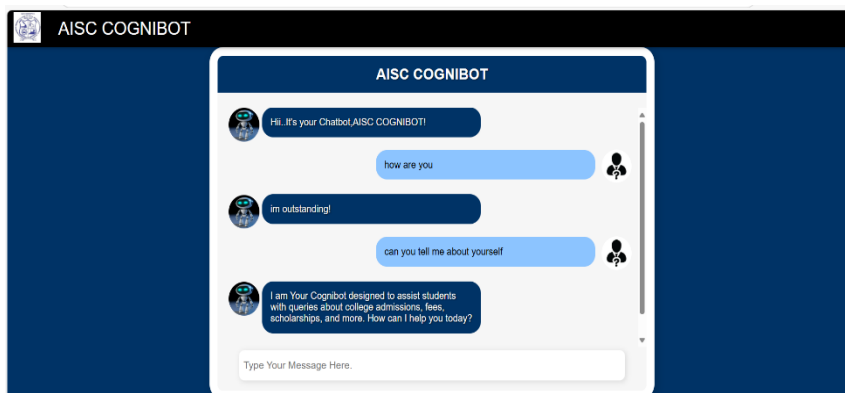 AISC COGNIBOT
AISC COGNIBOT
Hii..It's your Chatbot,AISC COGNIBOT!
how are you
im outstanding!
can you tell me about yourself
I am Your Cognibot designed to assist students
with queries about college admissions, fees,
scholarships, and more. How can I help you today?
Type Your Message Here.